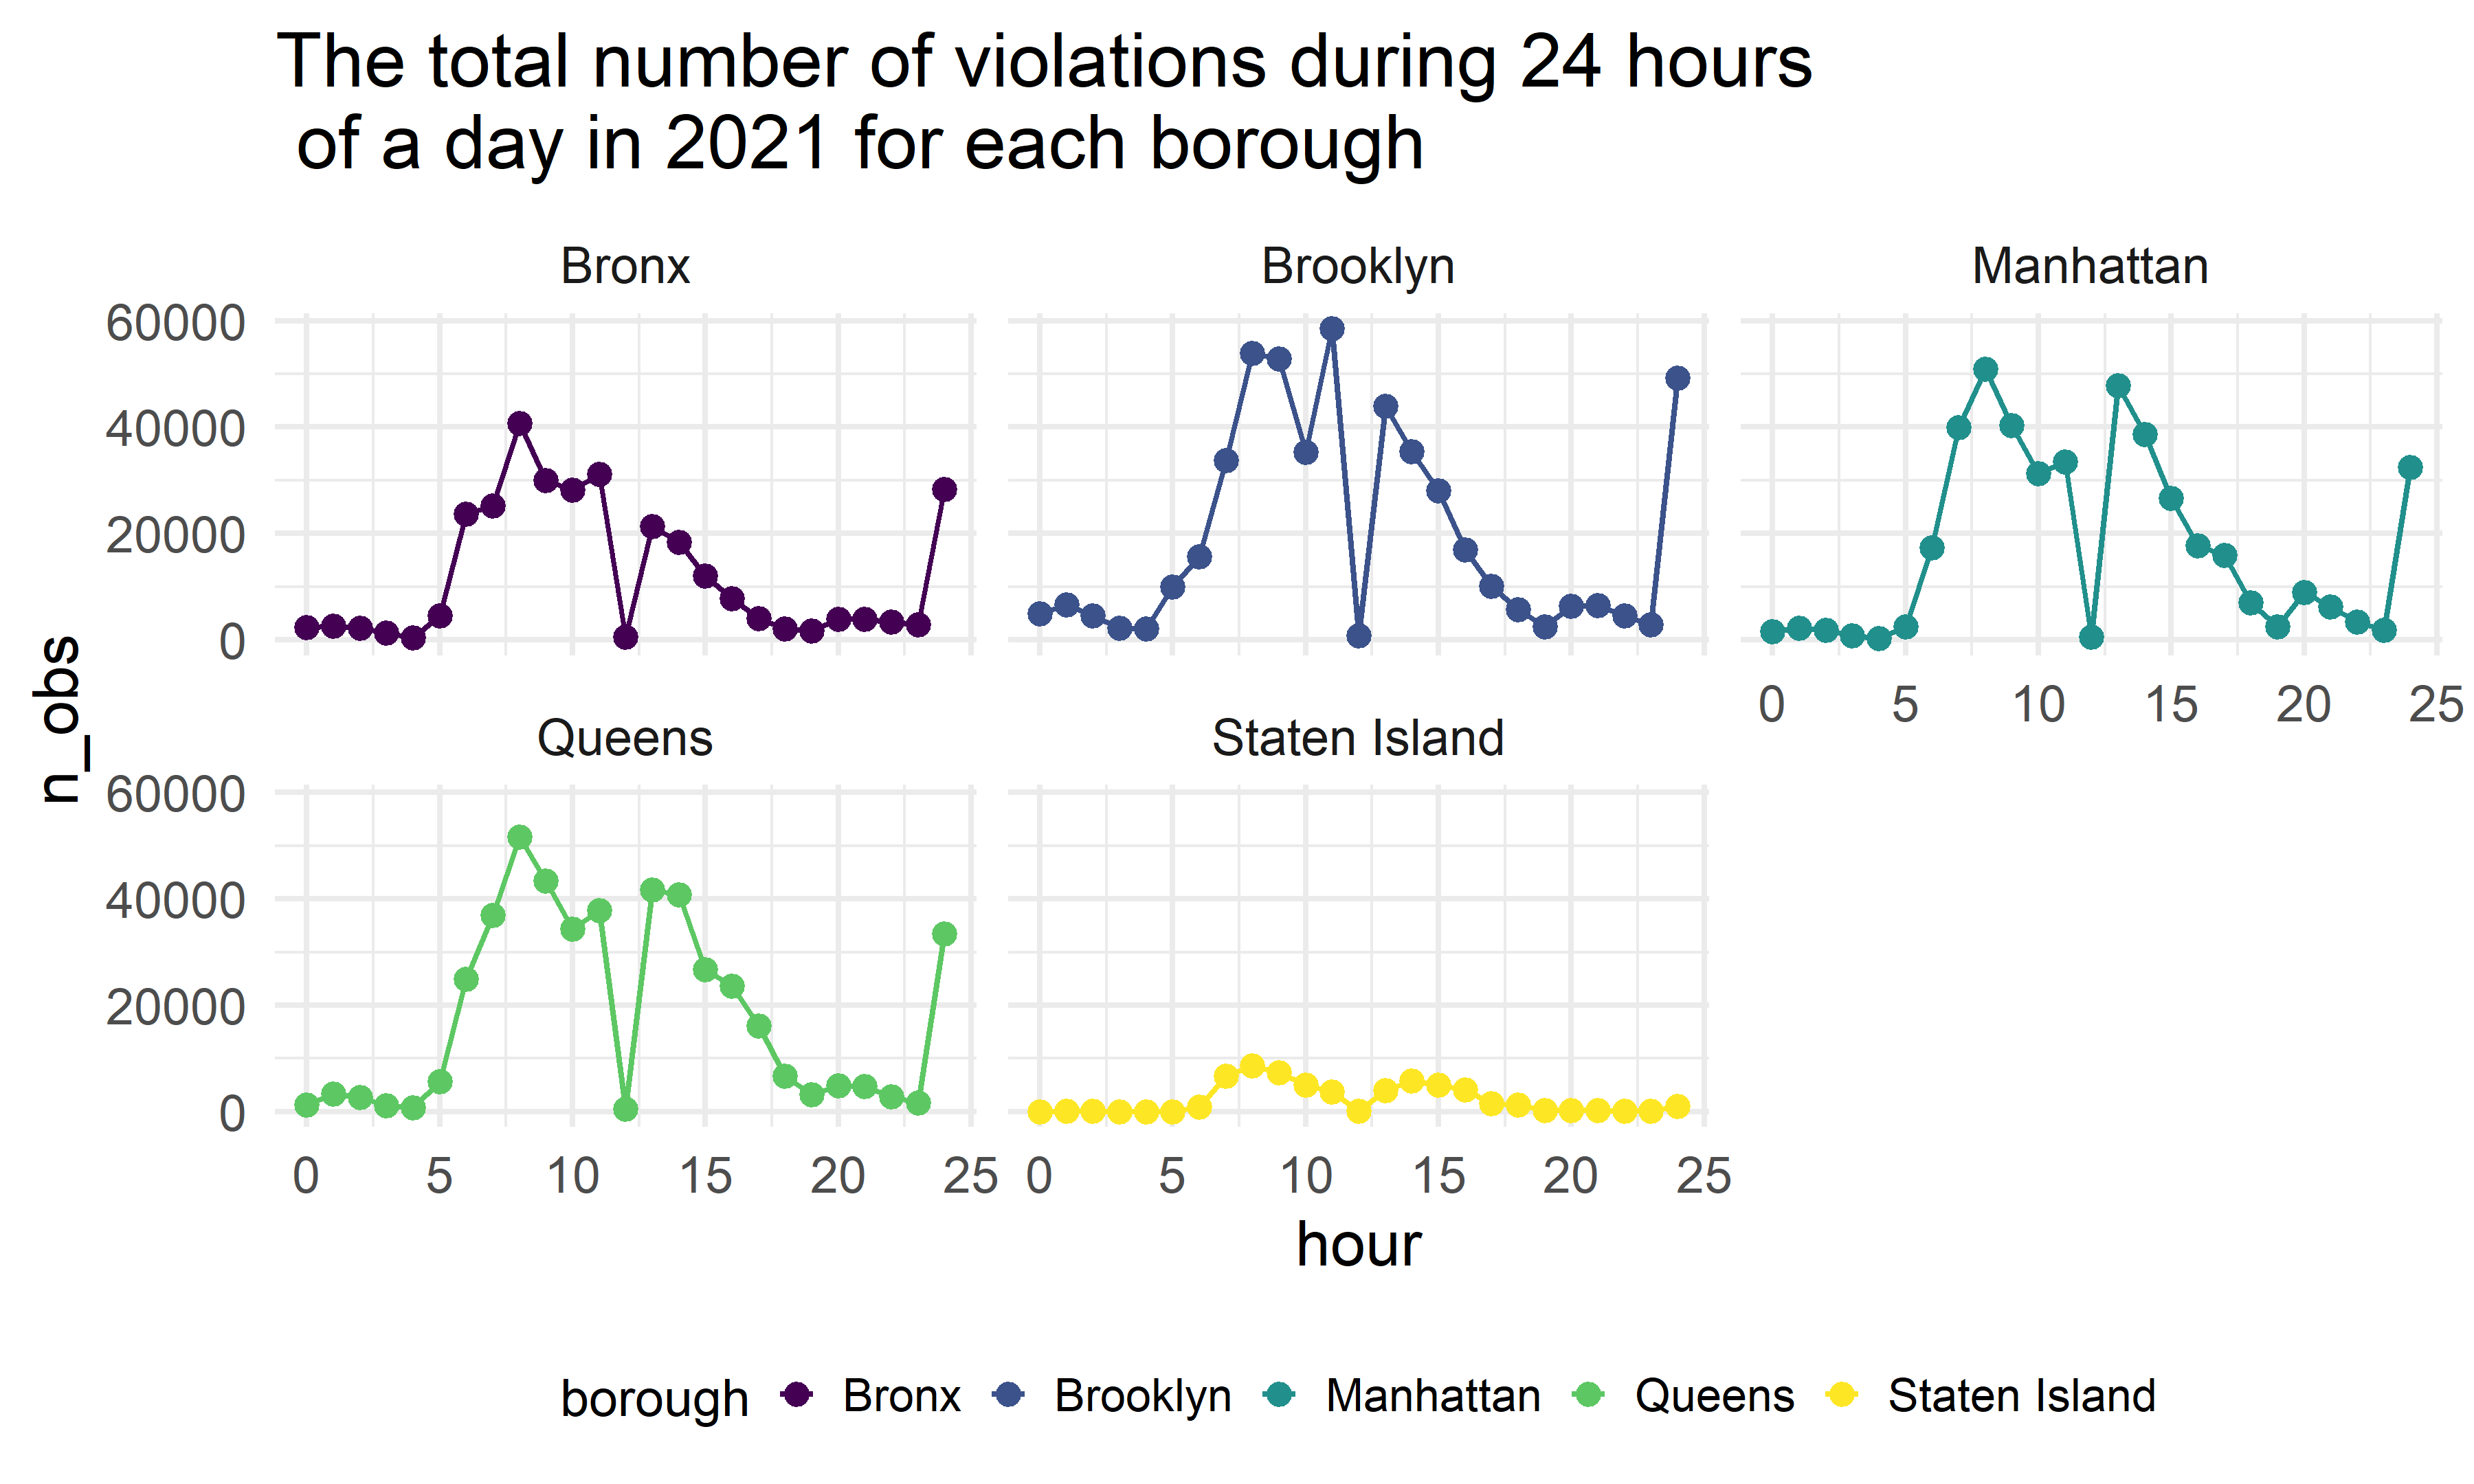 The total number of violations during 24 hours
of a day in 2021 for each borough
Bronx
Brooklyn
Manhattan
60000
40000
20000
0
0 5 10 15 20 25
Queens
Staten Island
60000
40000
20000
0
0 5 10 15 20 25
0 5 10 15 20 25
n_obs
hour
borough Bronx Brooklyn Manhattan Queens Staten Island